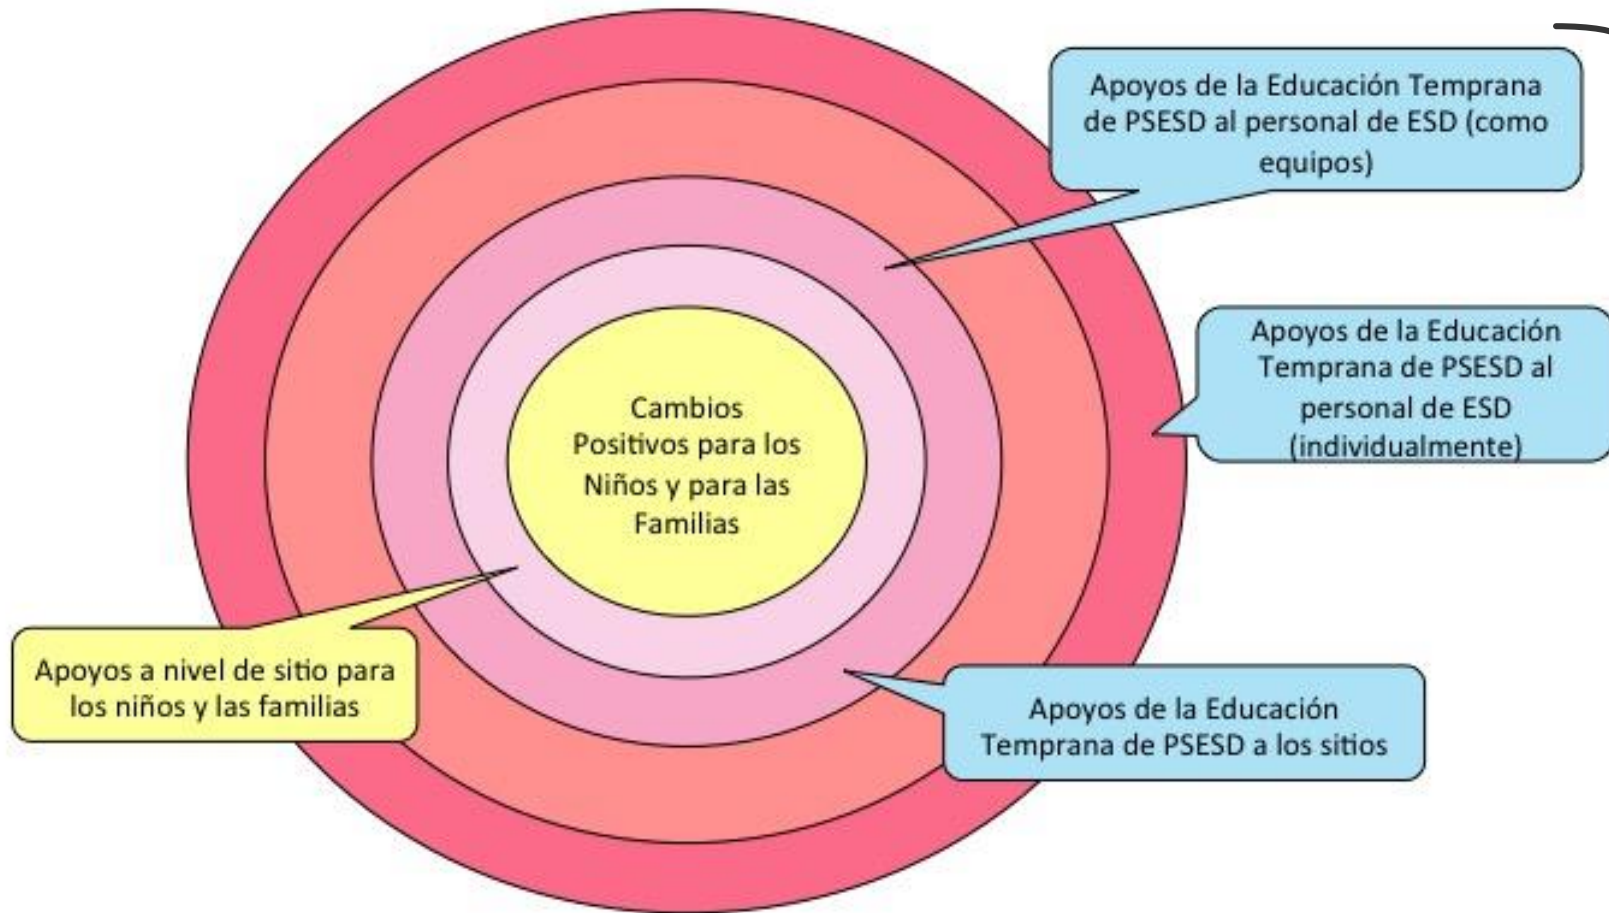 Apoyos de la Educación Temprana
de PSESD al personal de ESD (como
equipos)
Apoyos de la Educación
Temprana de PSESD al
personal de ESD
(individualmente)
Cambios
Positivos para los
Niños y para las
Familias
Apoyos a nivel de sitio para
los niños y las familias
Apoyos de la Educación
Temprana de PSESD a los sitios